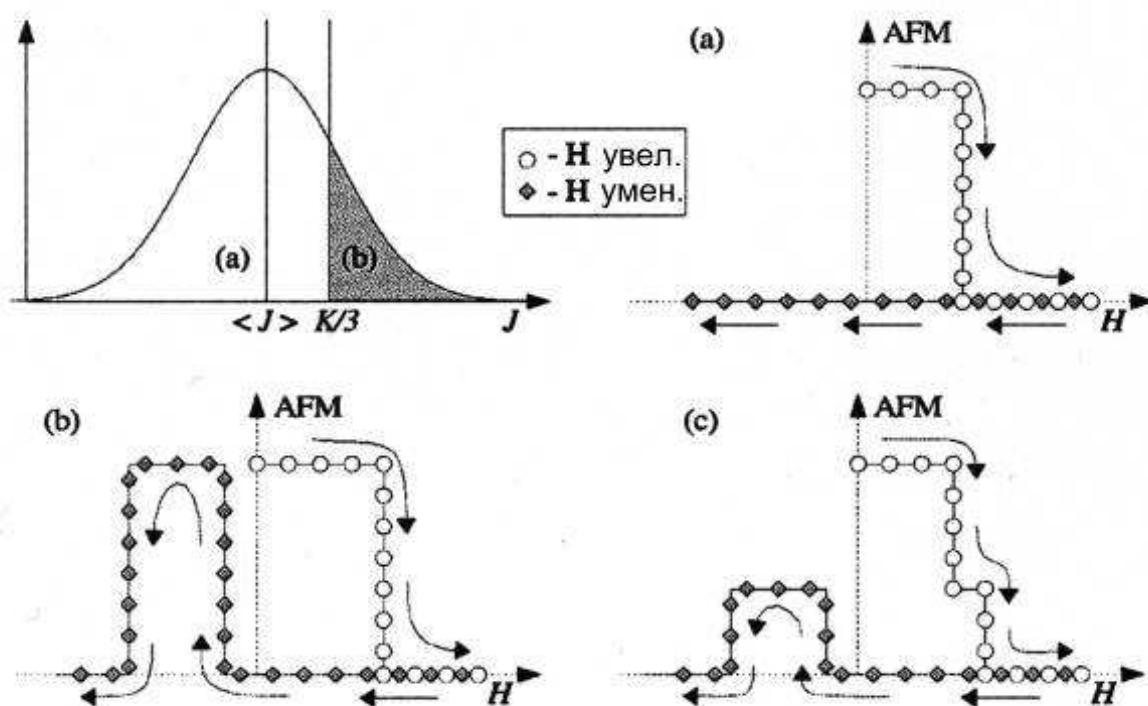 (a)
(b)
< J >
K/3
J
○ - H увел.
◆ - H умен.
(a)
AFM
H
(b)
AFM
H
(c)
AFM
H